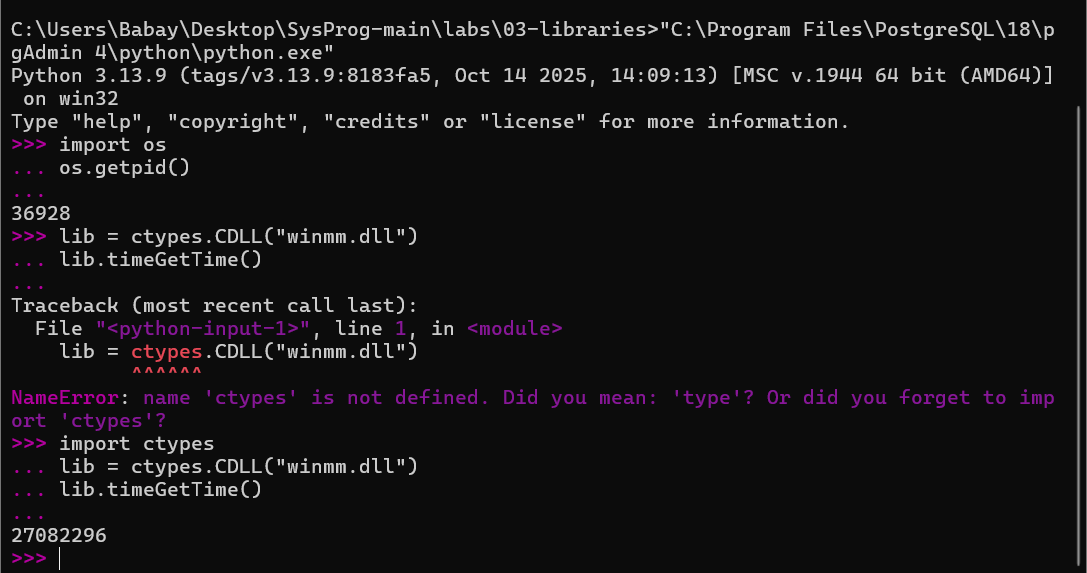 C:\Users\Babay\Desktop\SysProg-main\labs\03-libraries>"C:\Program Files\PostgreSQL\18\p
gAdmin 4\python\python.exe"
Python 3.13.9 (tags/v3.13.9:8183fa5, Oct 14 2025, 14:09:13) [MSC v.1944 64 bit (AMD64)]
 on win32
Type "help", "copyright", "credits" or "license" for more information.
>>> import os
... os.getpid()
...
36928
>>> lib = ctypes.CDLL("winmm.dll")
... lib.timeGetTime()
...
Traceback (most recent call last):
  File "<python-input-1>", line 1, in <module>
    lib = ctypes.CDLL("winmm.dll")
          ^^^^^^
NameError: name 'ctypes' is not defined. Did you mean: 'type'? Or did you forget to imp
ort 'ctypes'?
>>> import ctypes
... lib = ctypes.CDLL("winmm.dll")
... lib.timeGetTime()
...
27082296
>>>